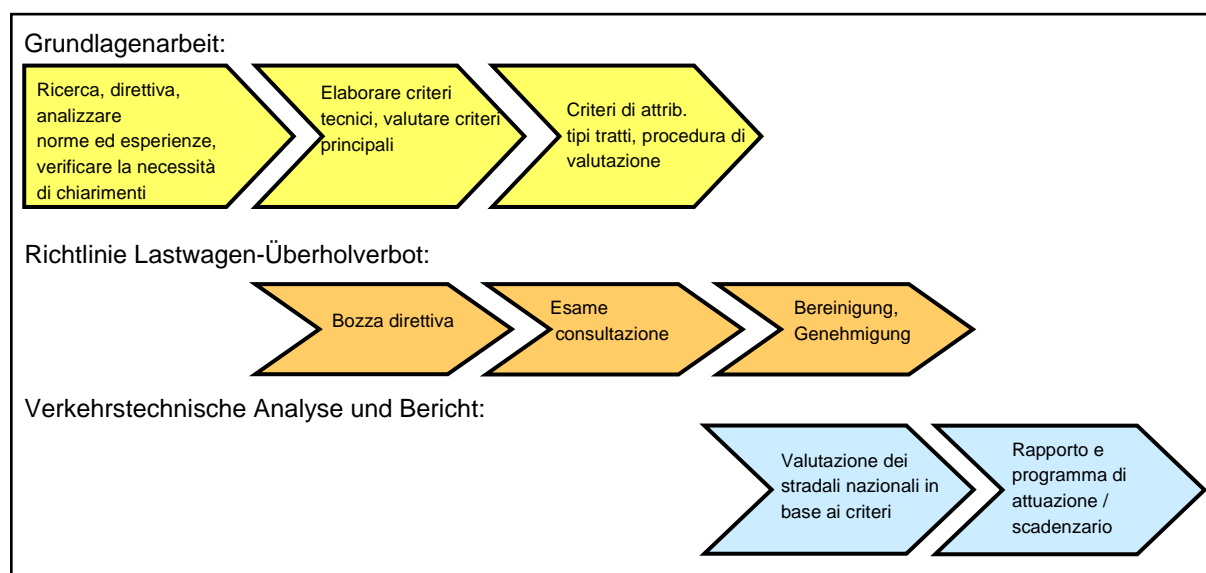 Grundlagenarbeit:
Ricerca, direttiva,
analizzare
norme ed esperienze,
verificare la necessità
di chiarimenti
Elaborare criteri
tecnici, valutare criteri
principali
Criteri di attrib.
tipi tratti, procedura di
valutazione
Richtlinie Lastwagen-Überholverbot:
Bozza direttiva
Esame
consultazione
Bereinigung,
Genehmigung
Verkehrstechnische Analyse und Bericht:
Valutazione dei
stradali nazionali in
base ai criteri
Rapporto e
programma di
attuazione /
scadenzario